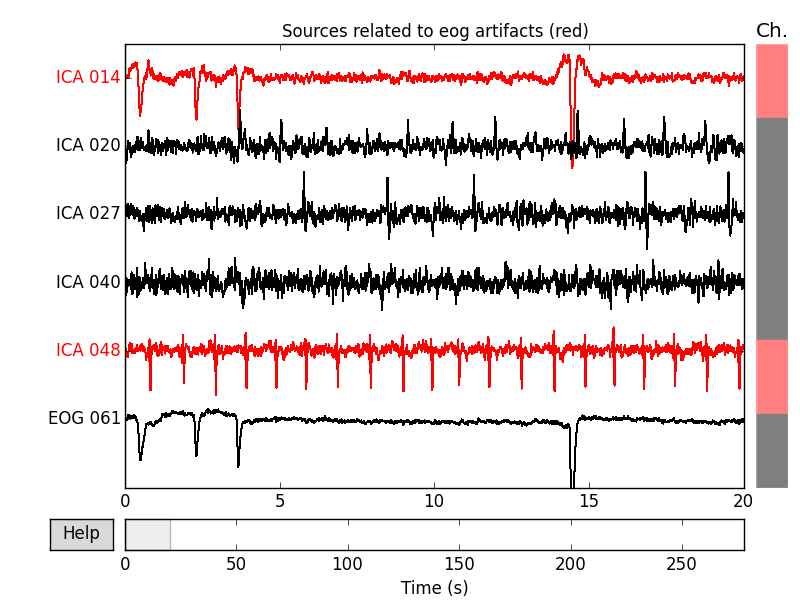 Sources related to eog artifacts (red)
Ch.
ICA 014
ICA 020
ICA 027
ICA 040
ICA 048
EOG 061
0 5 10 15 20
Help
0 50 100 150 200 250
Time (s)